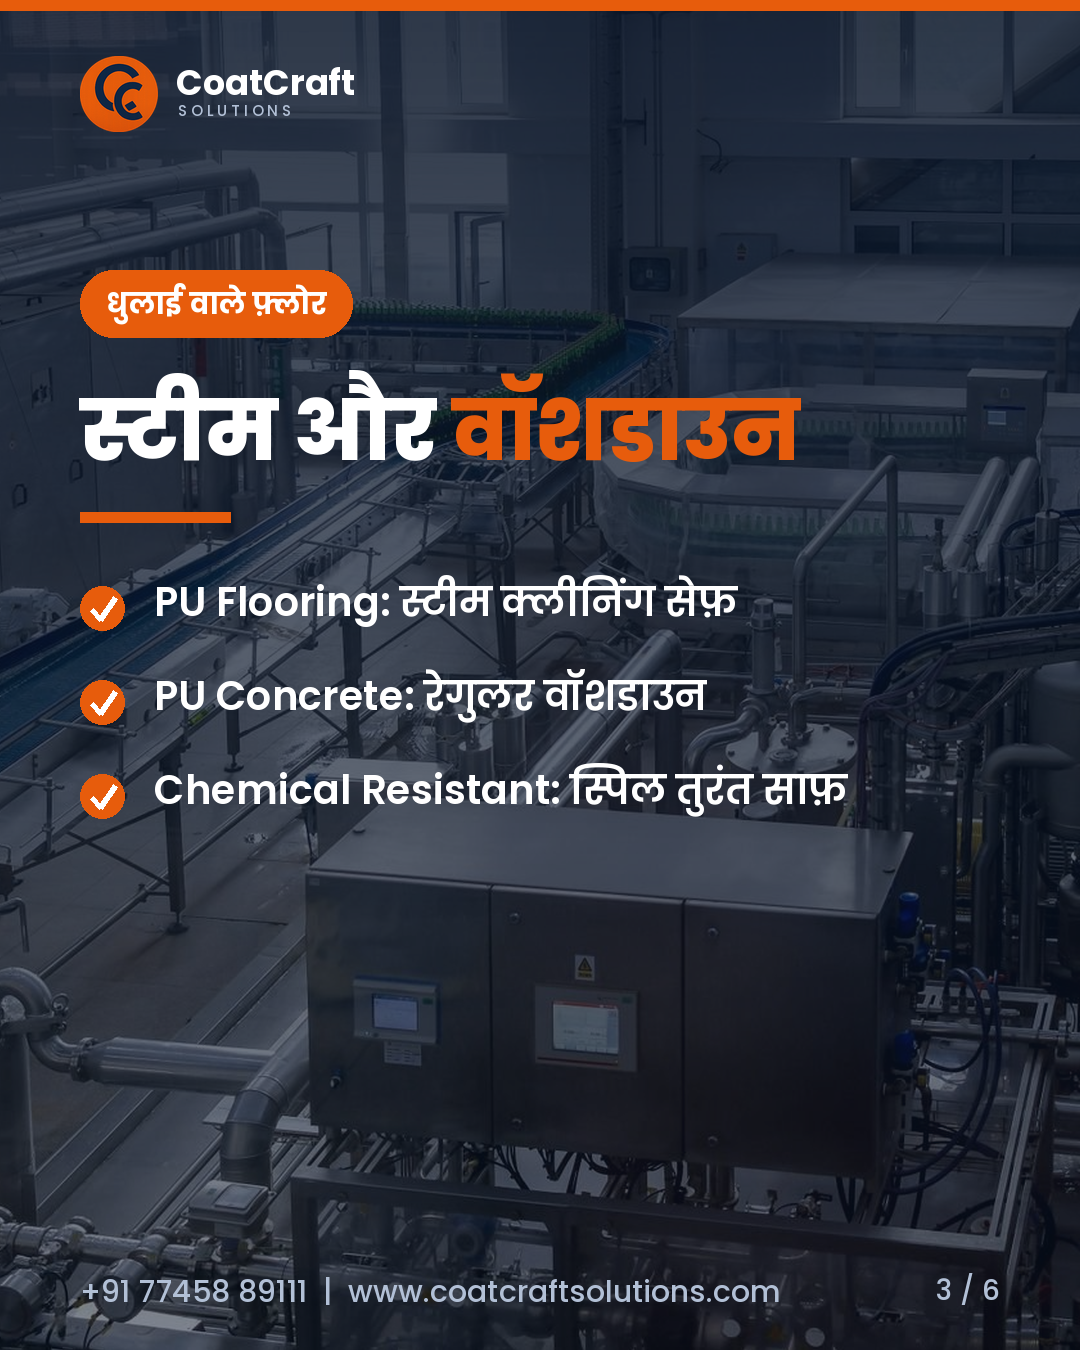 CoatCraft
SOLUTIONS
धुलाई वाले फ़्लोर
स्टीम और वॉशडाउन
PU Flooring: स्टीम क्लीनिंग सेफ़
PU Concrete: रेगुलर वॉशडाउन
Chemical Resistant: स्पिल तुरंत साफ़
+91 77458 89111 | www.coatcraftsolutions.com
3 / 6